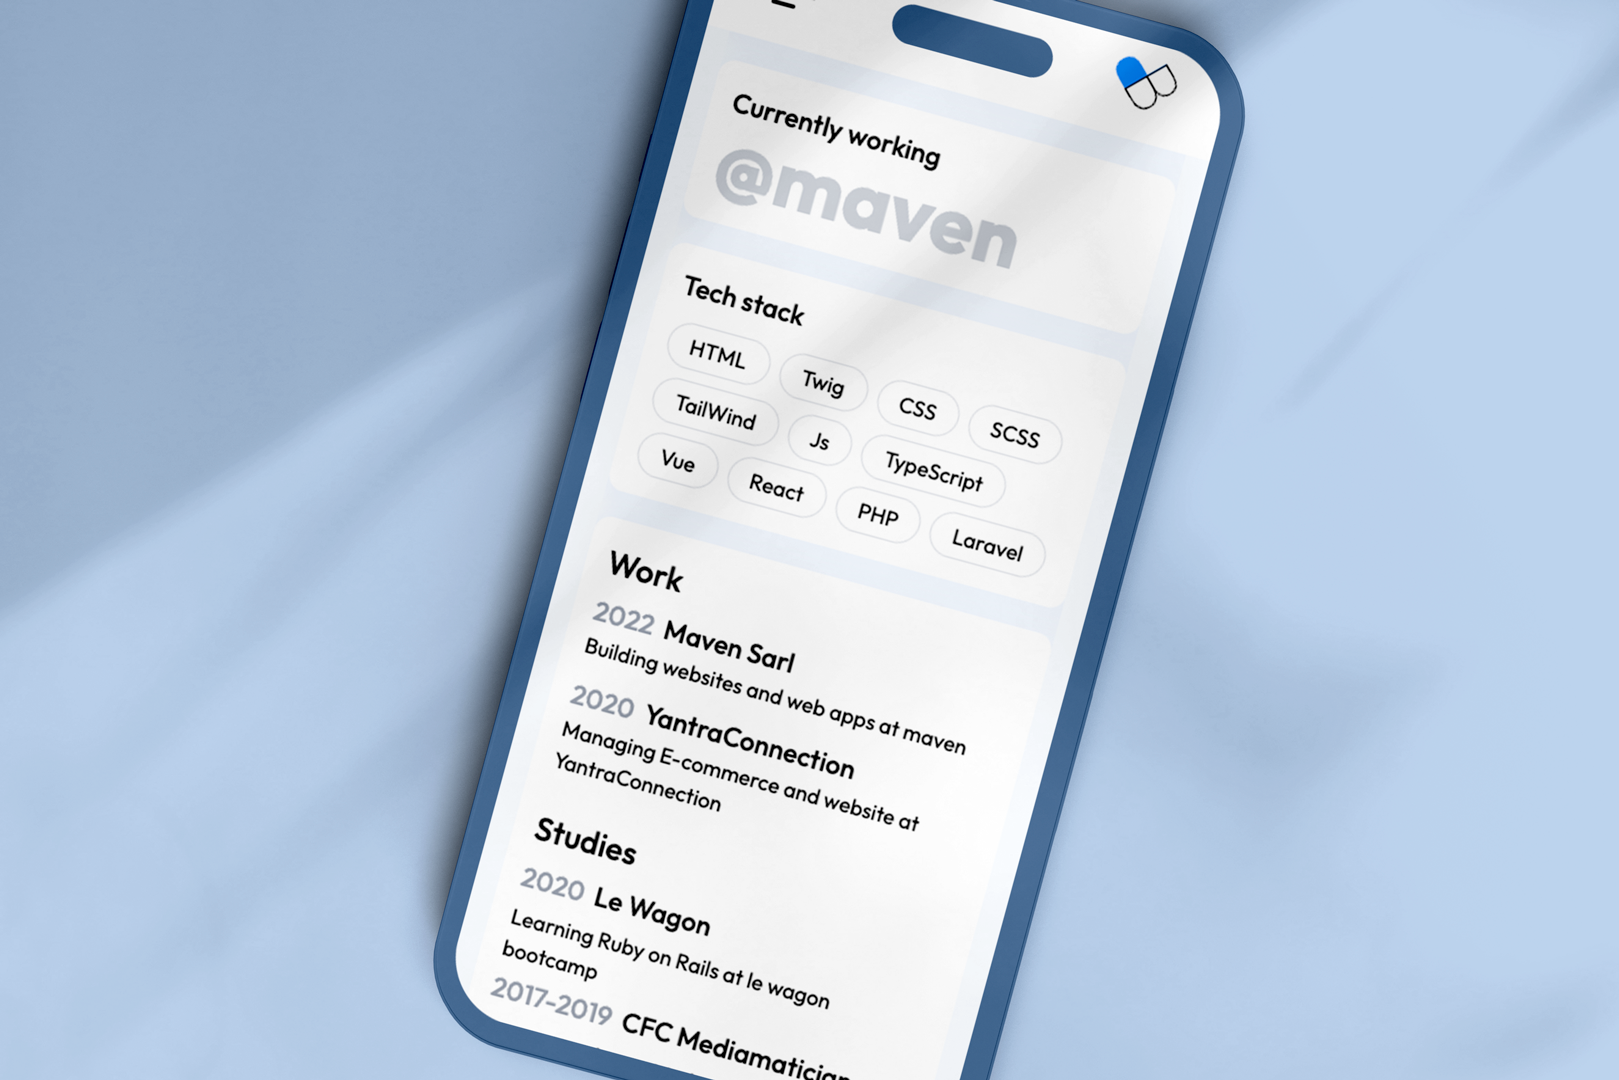 Currently working
@maven
Tech stack
HTML Twig CSS SCSS
TailWind Js TypeScript
Vue React PHP Laravel
Work
2022 Maven Sarl
Building websites and web apps at maven
2020 YantraConnection
Managing E-commerce and website at
YantraConnection
Studies
2020 Le Wagon
Learning Ruby on Rails at le wagon
bootcamp
2017-2019 CFC Mediamatician